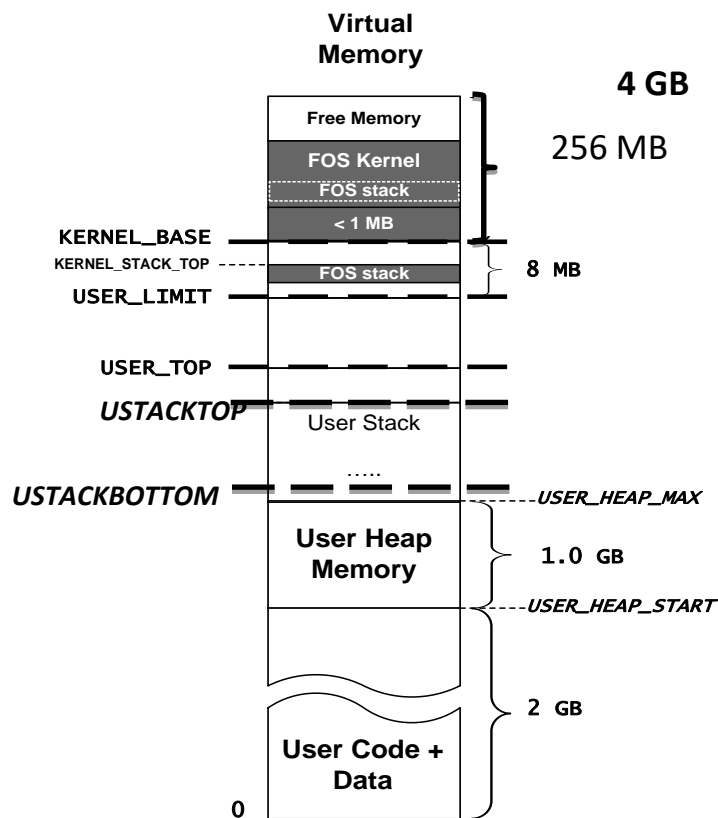 Virtual
Memory
4 GB
Free Memory
256 MB
FOS Kernel
FOS stack
< 1 MB
KERNEL_BASE
KERNEL_STACK_TOP
FOS stack
8 MB
USER_LIMIT
USER_TOP
USTACKTOP
User Stack
.....
USTACKBOTTOM
USER_HEAP_MAX
User Heap
Memory
1.0 GB
USER_HEAP_START
2 GB
User Code +
Data
0